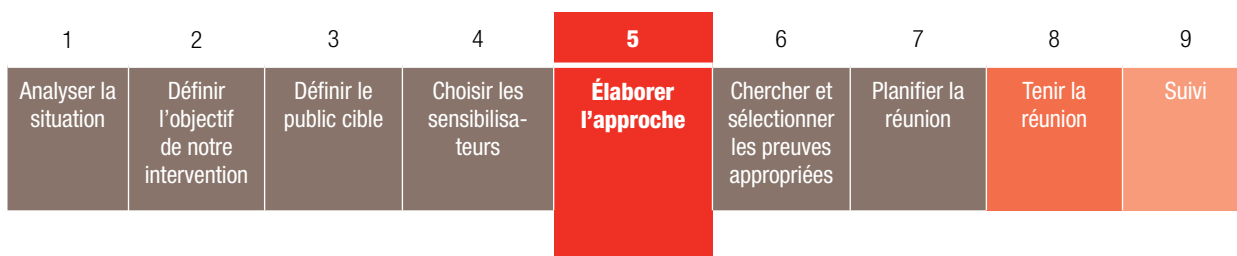 1
Analyser la
situation
2
Définir
l’objectif
de notre
intervention
3
Définir le
public cible
4
Choisir les
sensibilisa-
teurs
5
Élaborer
l’approche
6
Chercher et
sélectionner
les preuves
appropriées
7
Planifier la
réunion
8
Tenir la
réunion
9
Suivi